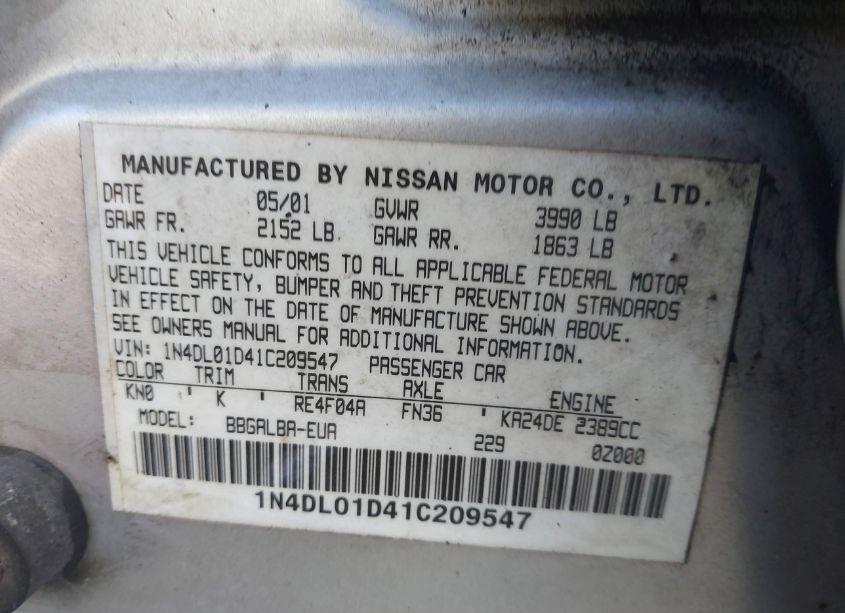 MANUFACTURED BY NISSAN MOTOR CO., LTD.
DATE 05/01 GVWR 3990 LB
GAWR FR. 2152 LB. GAWR RR. 1863 LB
THIS VEHICLE CONFORMS TO ALL APPLICABLE FEDERAL MOTOR
VEHICLE SAFETY, BUMPER AND THEFT PREVENTION STANDARDS
IN EFFECT ON THE DATE OF MANUFACTURE SHOWN ABOVE.
SEE OWNERS MANUAL FOR ADDITIONAL INFORMATION.
VIN: 1N4DL01D41C209547 PASSENGER CAR
COLOR TRIM TRANS AXLE ENGINE
KN0 ' K ' RE4F04A FN36 ' KA24DE 2389CC
MODEL: BBGALBA-EUA 229 0Z000
1N4DL01D41C209547